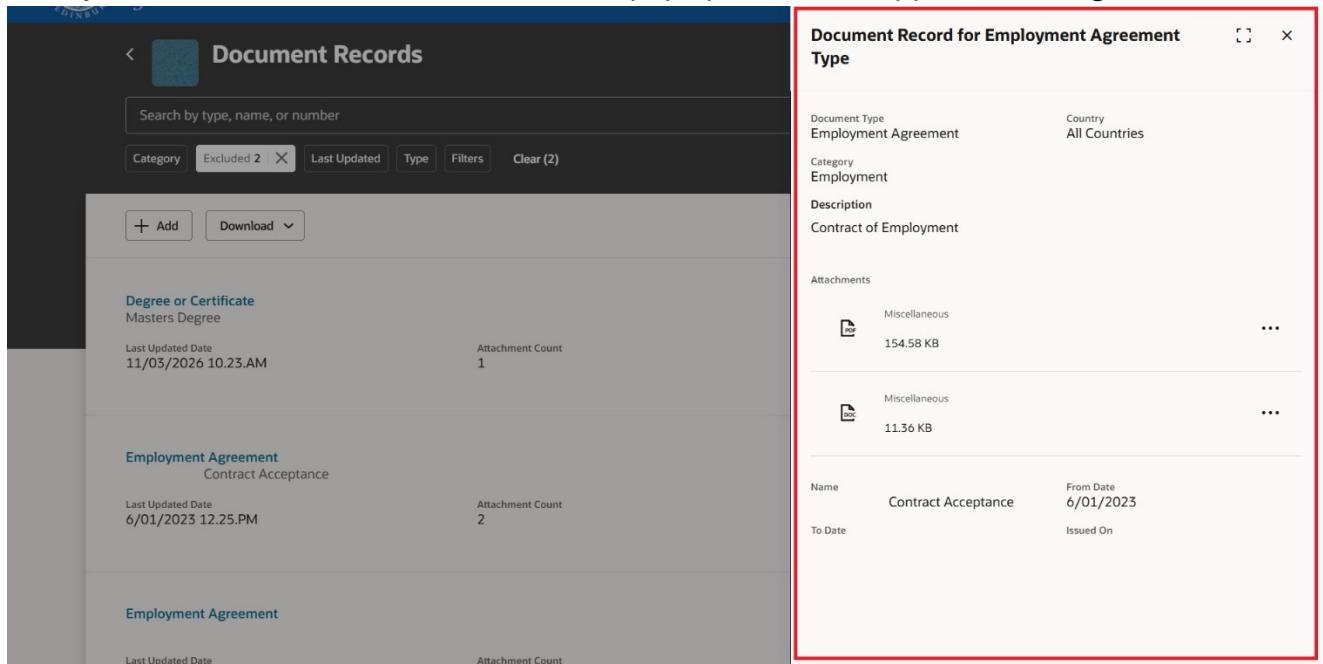 Document Records
Search by type, name, or number
Category Excluded 2 Last Updated Type Filters Clear (2)
+ Add Download
Degree or Certificate
Masters Degree
Last Updated Date Attachment Count
11/03/2026 10.23.AM 1
Employment Agreement
Contract Acceptance
Last Updated Date Attachment Count
6/01/2023 12.25.PM 2
Employment Agreement
Last Updated Date Attachment Count
Document Record for Employment Agreement
Type
Document Type Country
Employment Agreement All Countries
Category
Employment
Description
Contract of Employment
Attachments
PDF
Miscellaneous
154.58 KB
DOC
Miscellaneous
11.36 KB
Name From Date
Contract Acceptance 6/01/2023
To Date Issued On